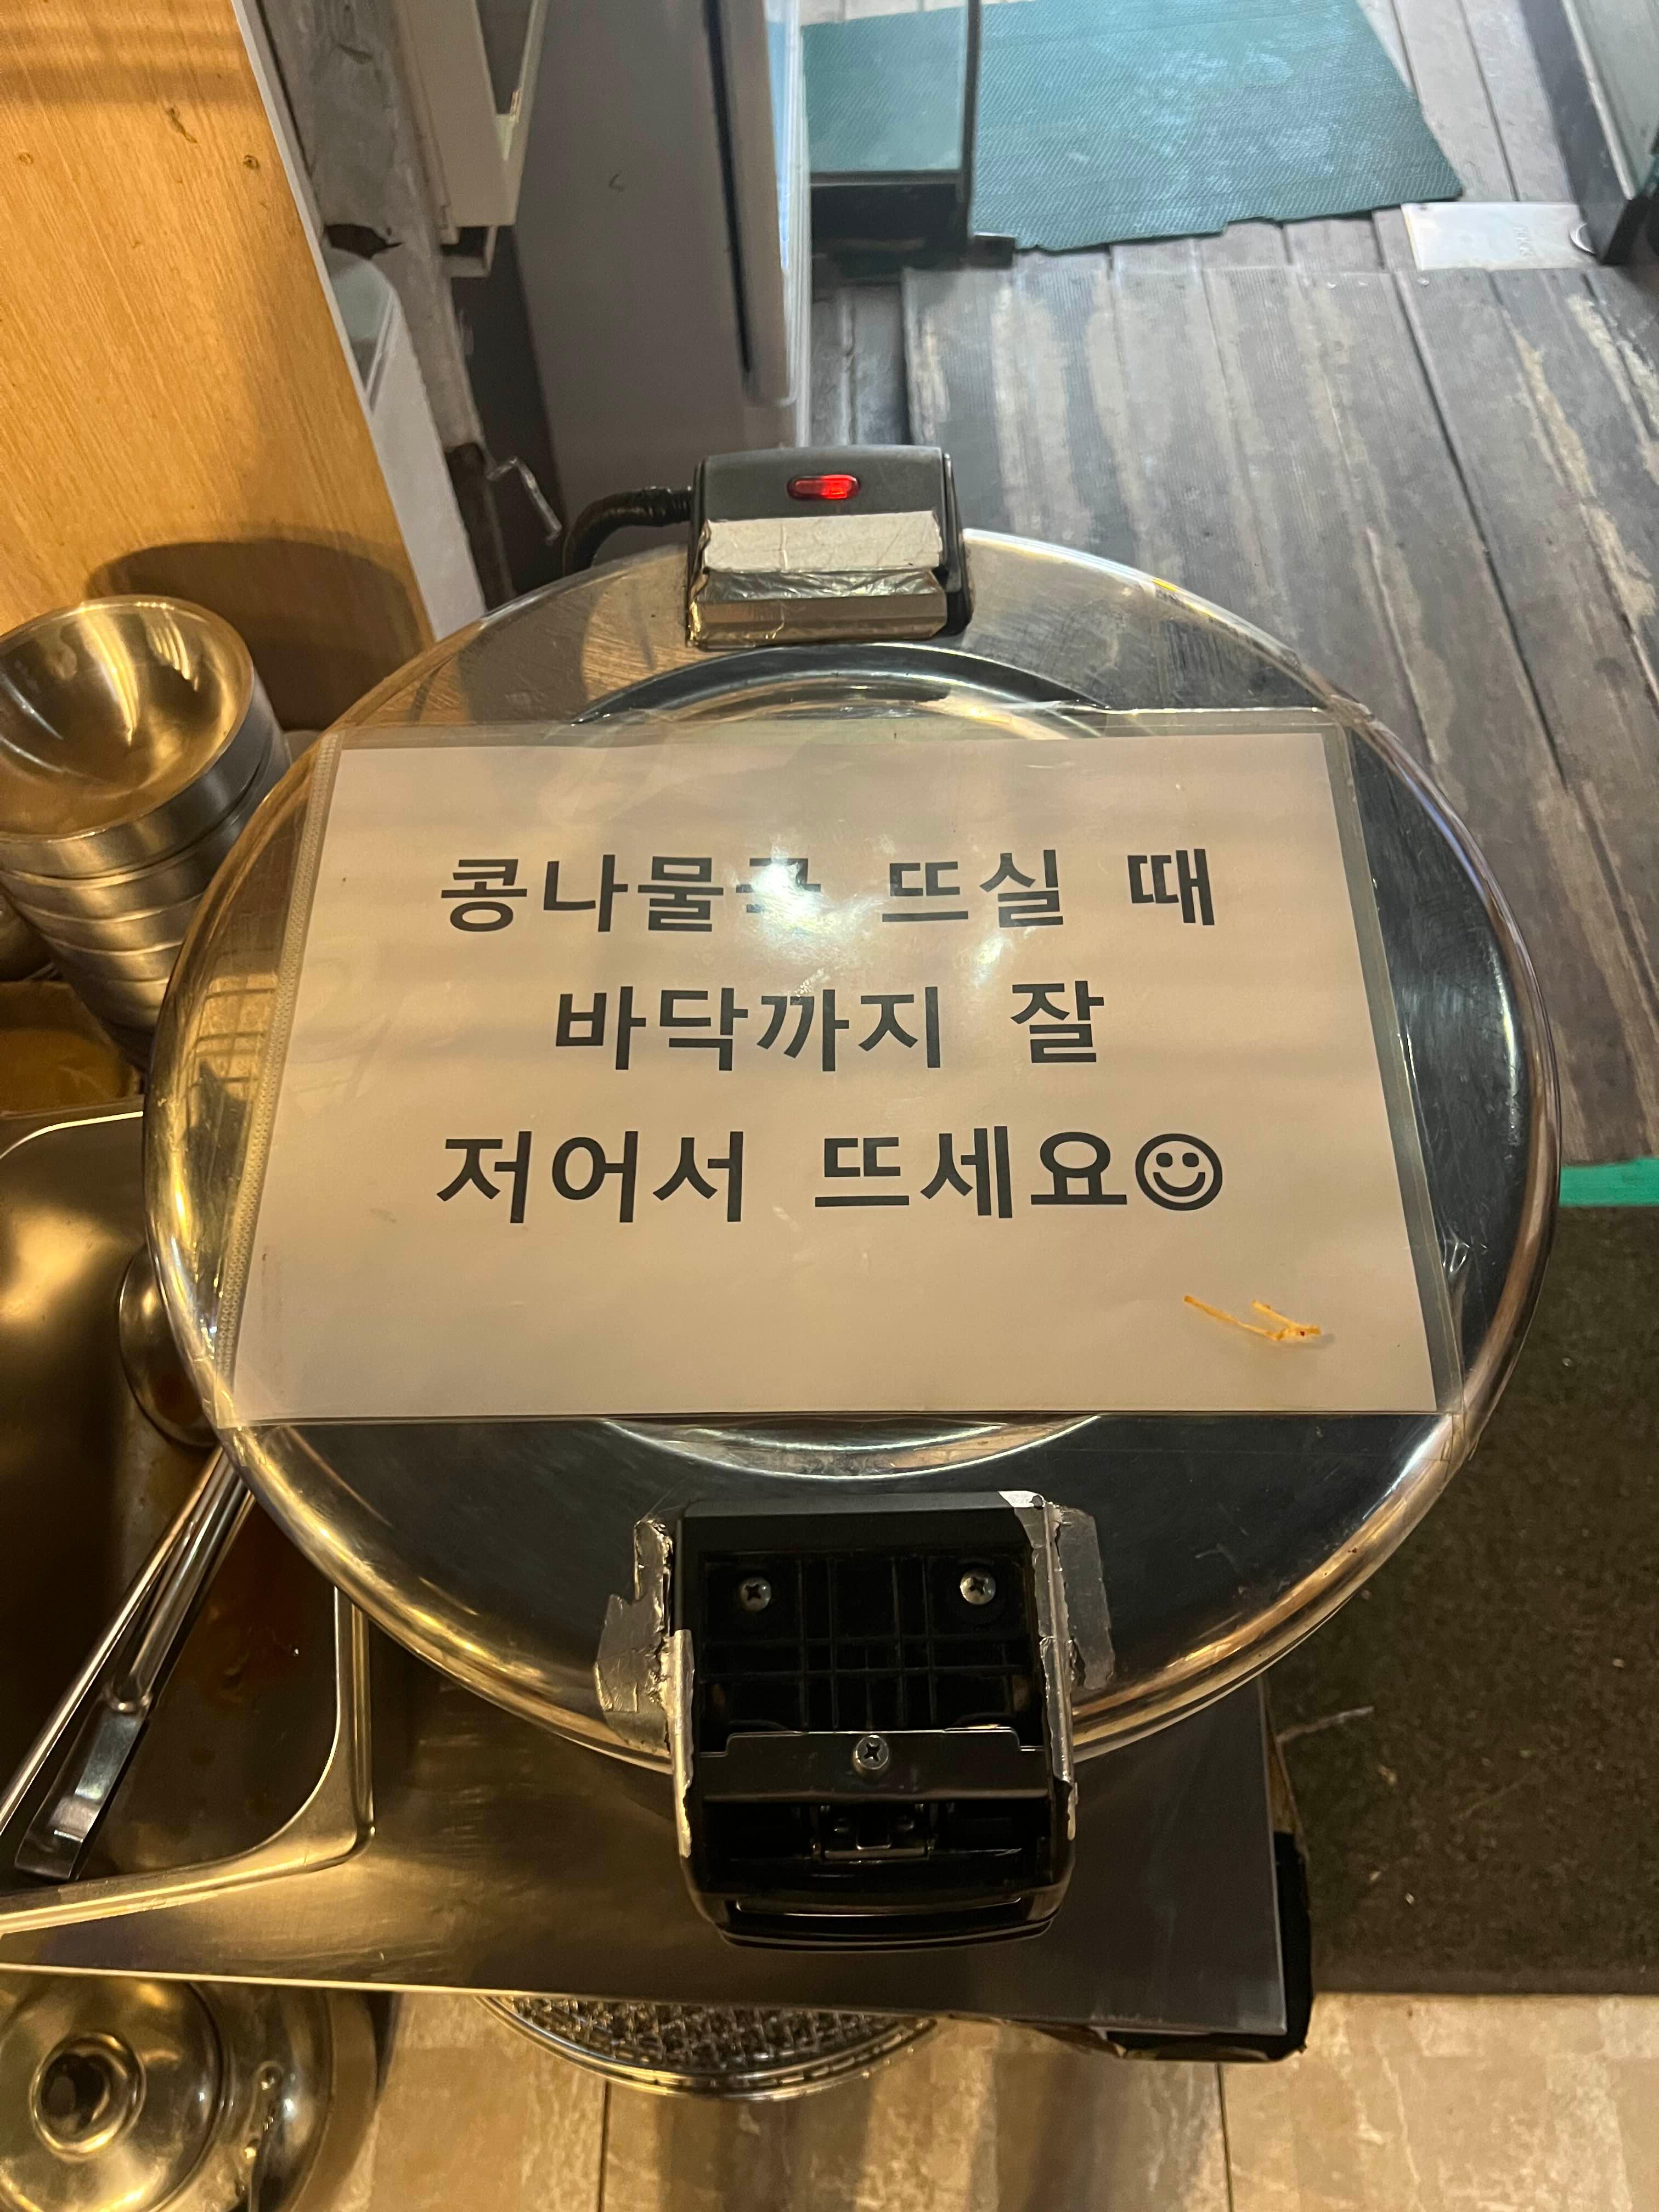 콩나물국 뜨실 때
바닥까지 잘
저어서 뜨세요☺